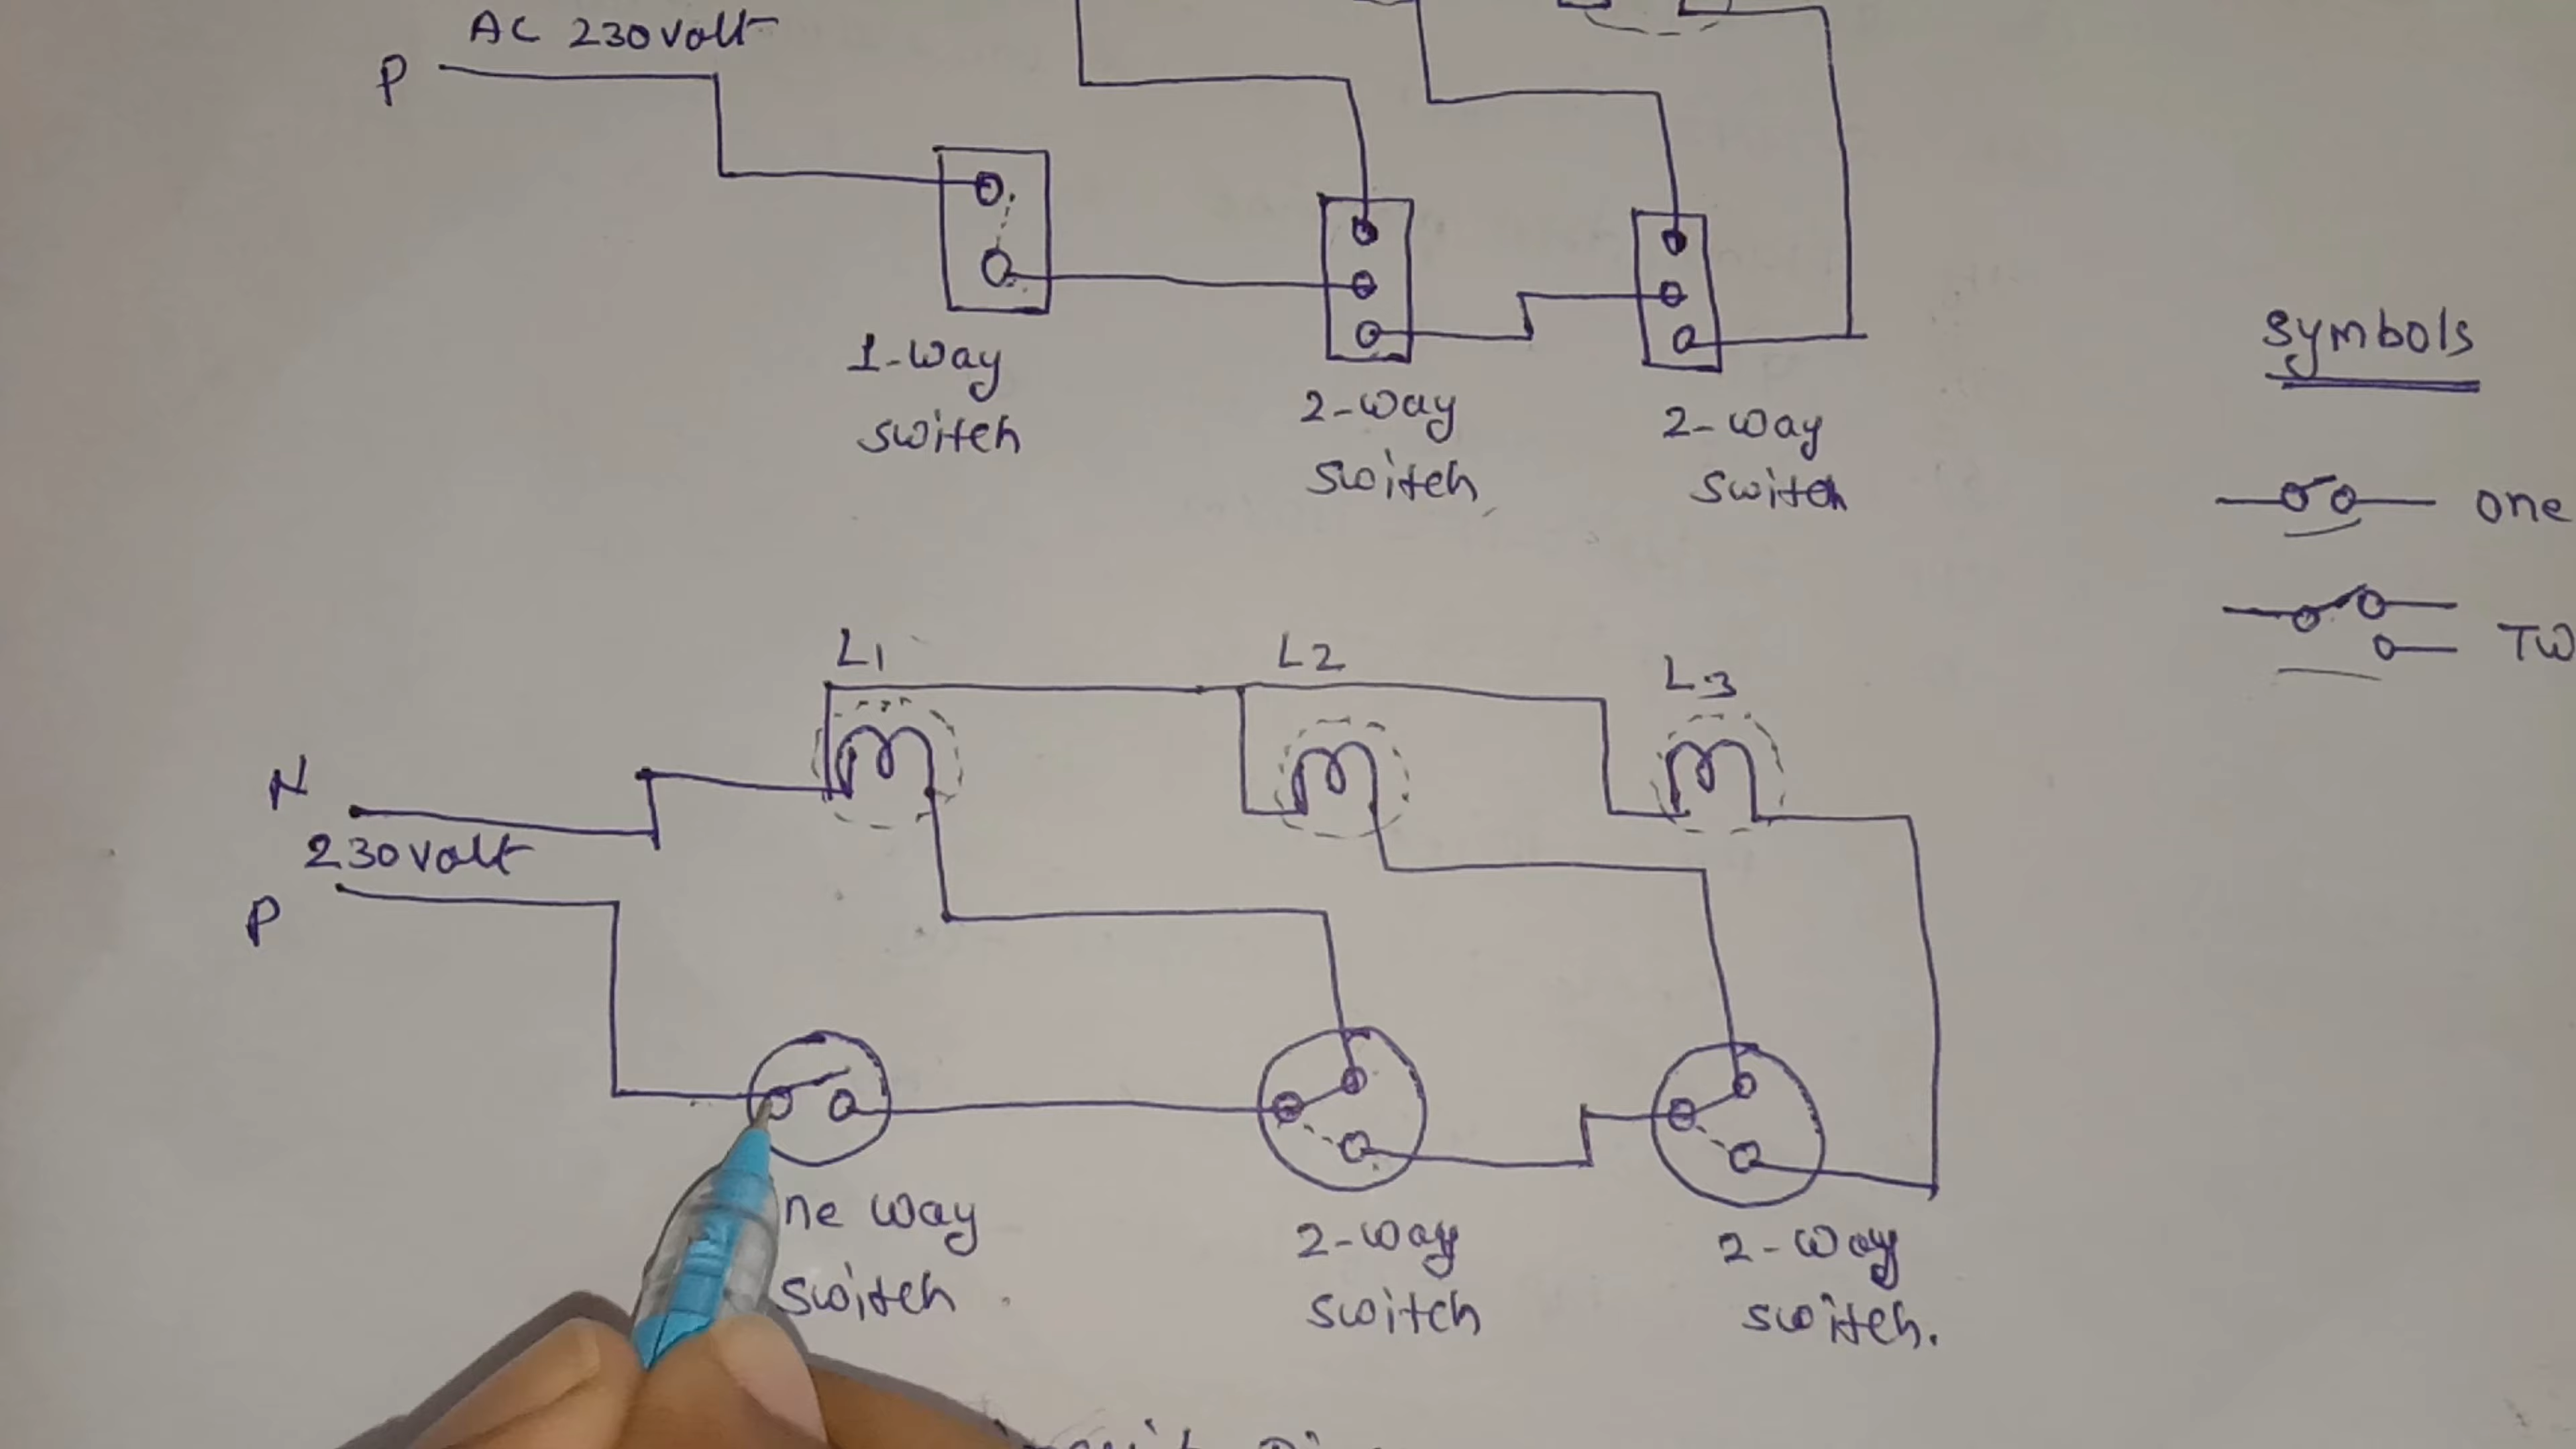 AC 230volt
P
1-way
switch
2-way
switch
2-way
switch
Symbols
one
TW
L1
L2
L3
N
230volt
P
ne way
switch
2-way
switch
2-way
switch.